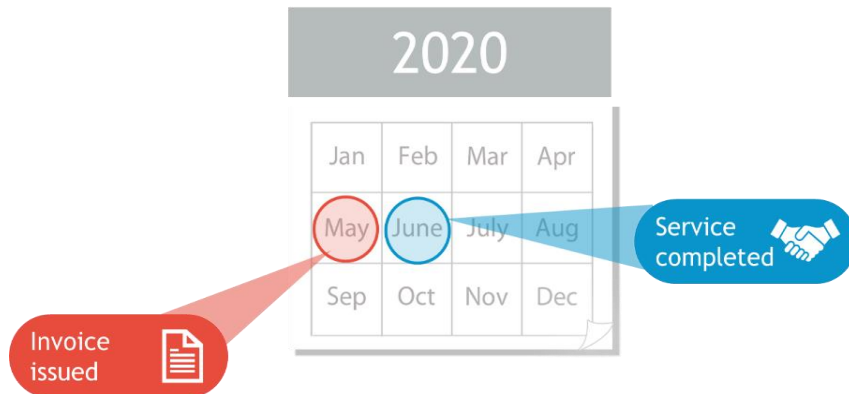 2020
Jan Feb Mar Apr
May June July Aug
Sep Oct Nov Dec
Service
completed
Invoice
issued